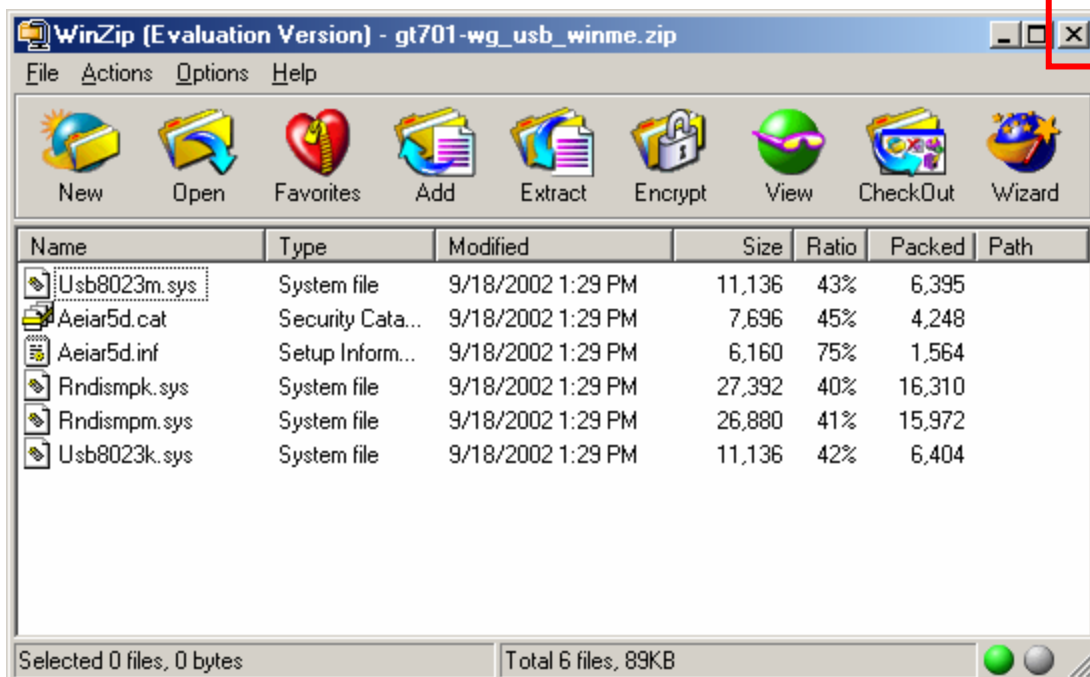 WinZip (Evaluation Version) - gt701-wg_usb_winme.zip
File Actions Options Help
New Open Favorites Add Extract Encrypt View CheckOut Wizard
Name Type Modified Size Ratio Packed Path
Usb8023m.sys System file 9/18/2002 1:29 PM 11,136 43% 6,395
Aeiar5d.cat Security Cata... 9/18/2002 1:29 PM 7,696 45% 4,248
Aeiar5d.inf Setup Inform... 9/18/2002 1:29 PM 6,160 75% 1,564
Rndismpk.sys System file 9/18/2002 1:29 PM 27,392 40% 16,310
Rndismpm.sys System file 9/18/2002 1:29 PM 26,880 41% 15,972
Usb8023k.sys System file 9/18/2002 1:29 PM 11,136 42% 6,404
Selected 0 files, 0 bytes Total 6 files, 89KB